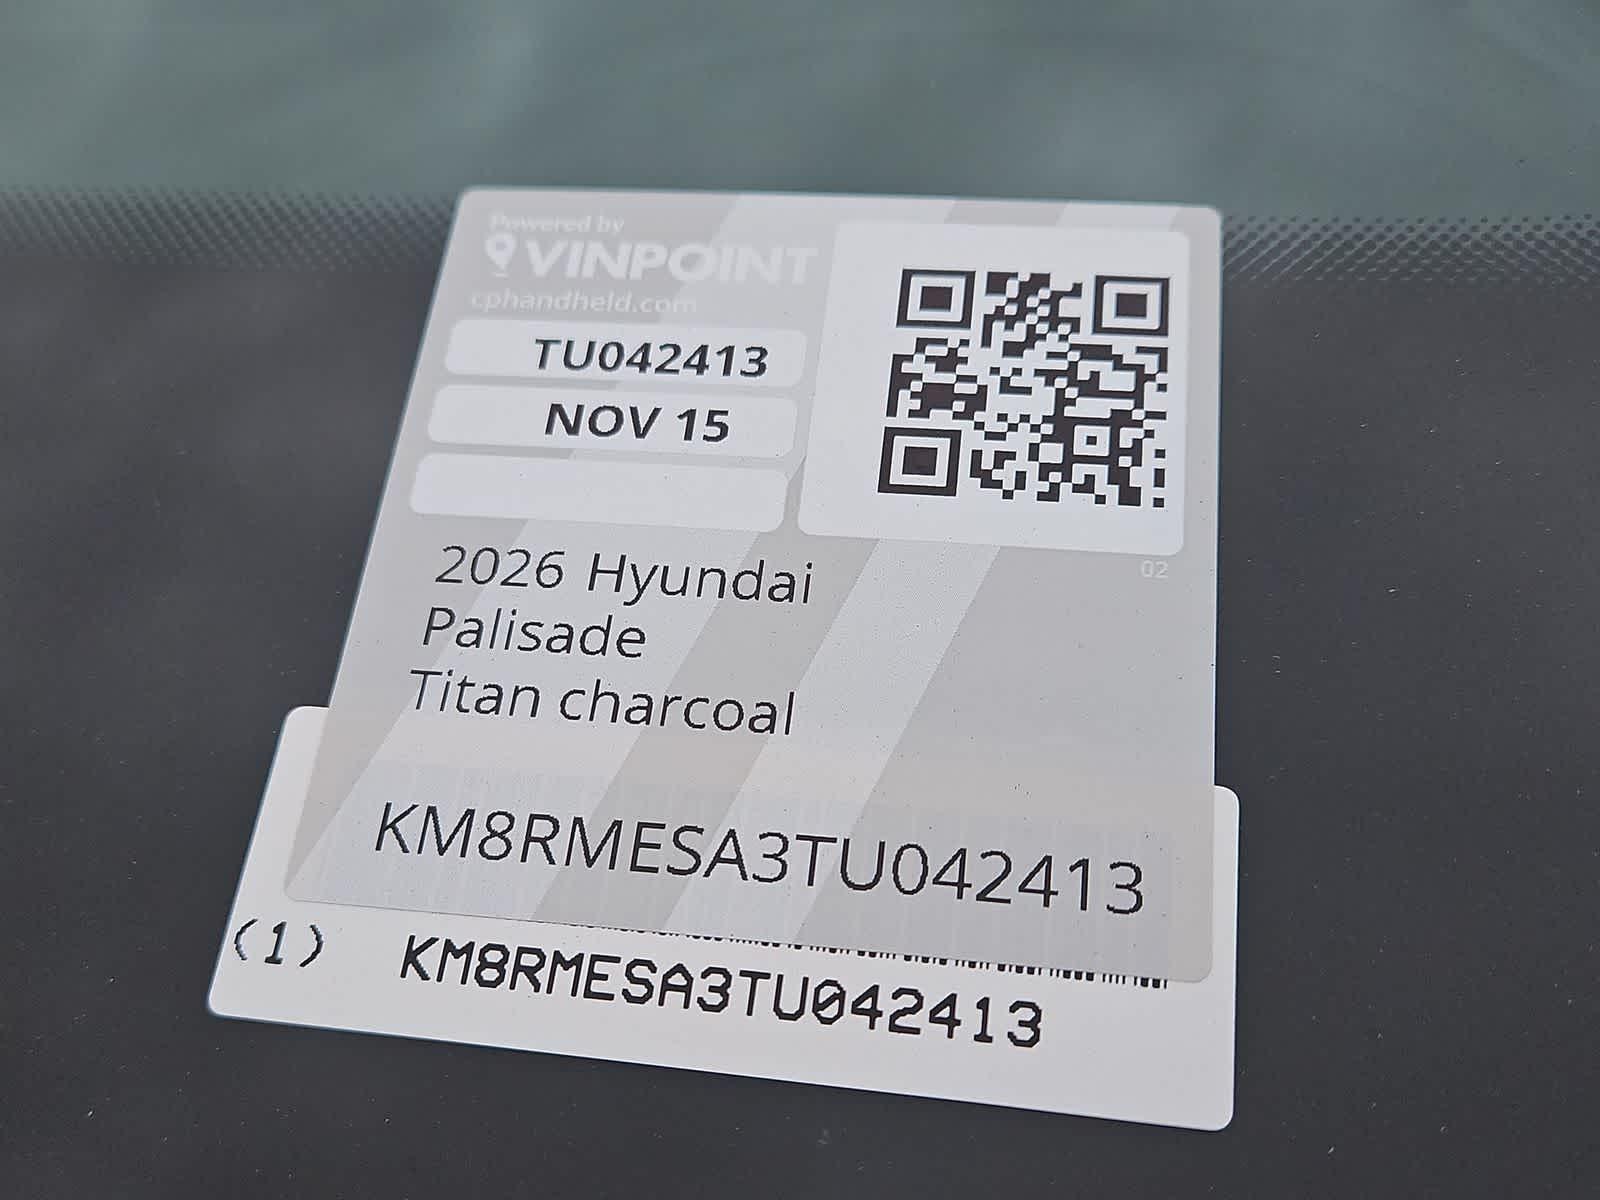 Powered by
VINPOINT
cphandheld.com
TU042413
NOV 15
02
2026 Hyundai
Palisade
Titan charcoal
KM8RMESA3TU042413
(1) KM8RMESA3TU042413